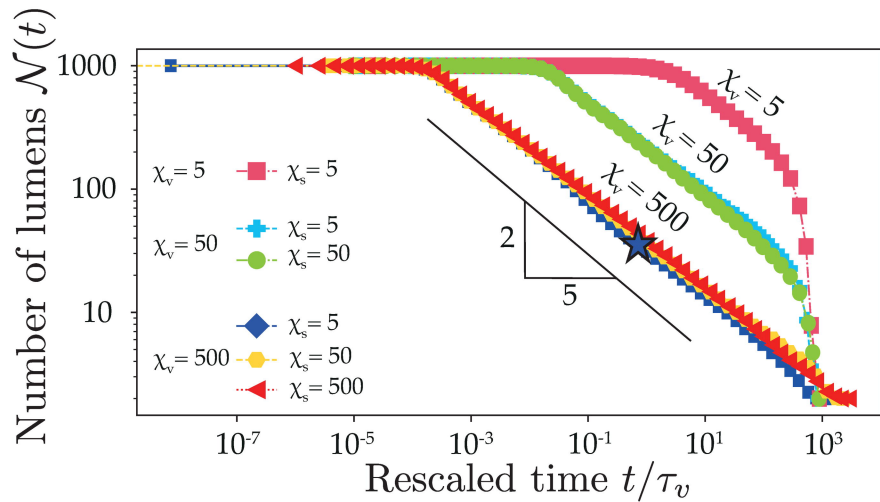 Number of lumens 𝒩(t)
1000
100
10
χᵥ = 5
χₛ = 5
χᵥ = 50
χₛ = 5
χₛ = 50
χᵥ = 500
χₛ = 5
χₛ = 50
χₛ = 500
χᵥ = 5
χᵥ = 50
χᵥ = 500
2
5
10⁻⁷ 10⁻⁵ 10⁻³ 10⁻¹ 10¹ 10³
Rescaled time t/τᵥ